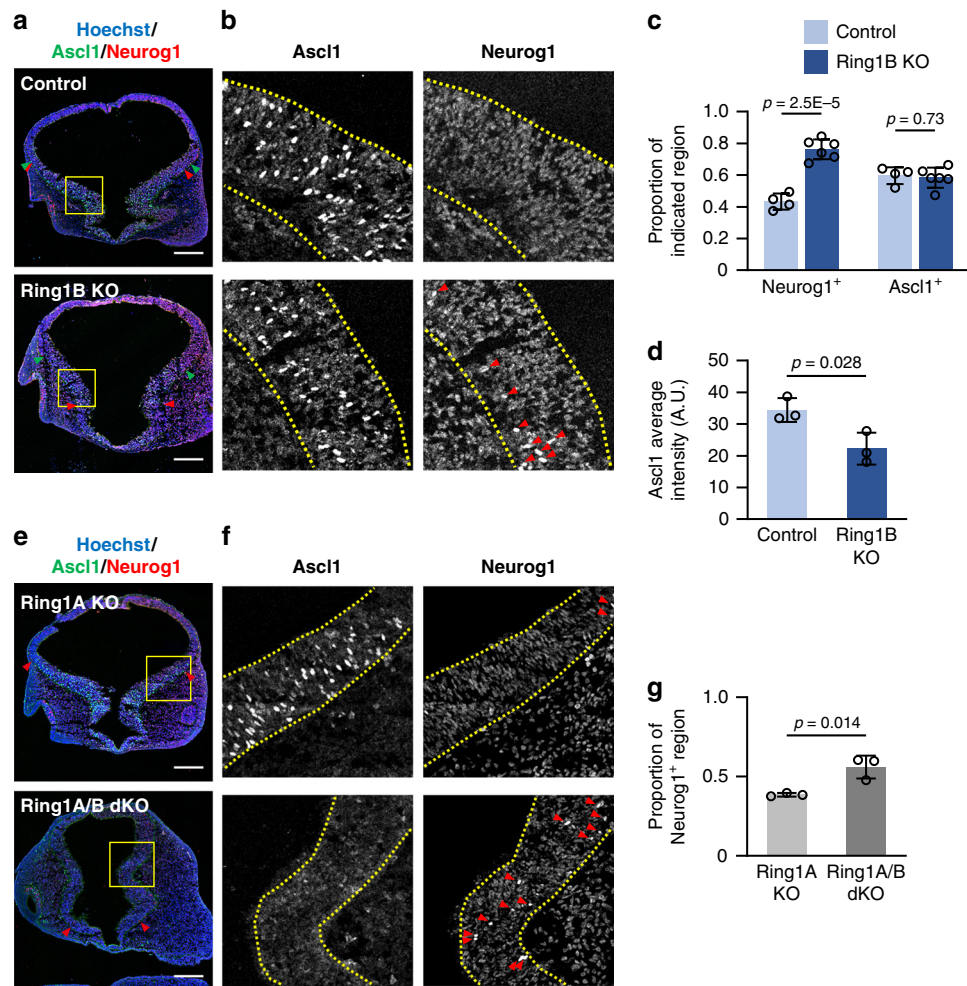 a
Hoechst/
Ascl1/Neurog1
Control
Ring1B KO
b
Ascl1
Neurog1
c
Control
Ring1B KO
Proportion of
indicated region
1.0
0.8
0.6
0.4
0.2
0
p = 2.5E–5
p = 0.73
Neurog1+
Ascl1+
d
Ascl1 average
intensity (A.U.)
50
40
30
20
10
0
p = 0.028
Control
Ring1B
KO
e
Hoechst/
Ascl1/Neurog1
Ring1A KO
Ring1A/B dKO
f
Ascl1
Neurog1
g
Proportion of
Neurog1+ region
1.0
0.5
0
p = 0.014
Ring1A
KO
Ring1A/B
dKO